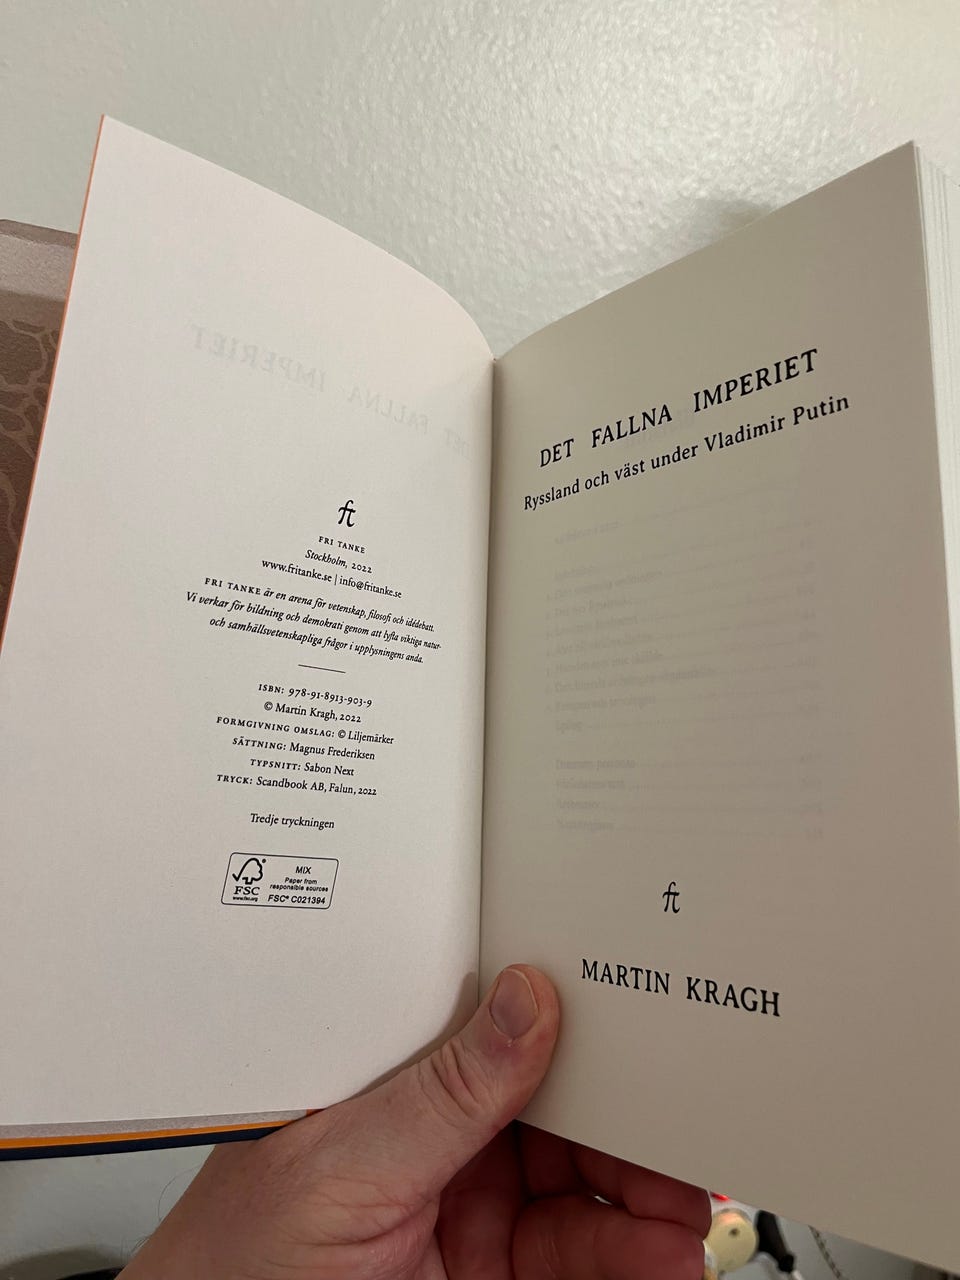 ft
FRI TANKE
Stockholm, 2022
www.fritanke.se | info@fritanke.se
FRI TANKE är en arena för vetenskap, filosofi och idédebatt.
Vi verkar för bildning och demokrati genom att lyfta viktiga natur-
och samhällsvetenskapliga frågor i upplysningens anda.
ISBN: 978-91-8913-903-9
© Martin Kragh, 2022
FORMGIVNING OMSLAG: © Liljemärker
SÄTTNING: Magnus Frederiksen
TYPSNITT: Sabon Next
TRYCK: Scandbook AB, Falun, 2022
Tredje tryckningen
FSC
www.fsc.org
MIX
Paper from
responsible sources
FSC® C021394
DET FALLNA IMPERIET
Ryssland och väst under Vladimir Putin
ft
MARTIN KRAGH